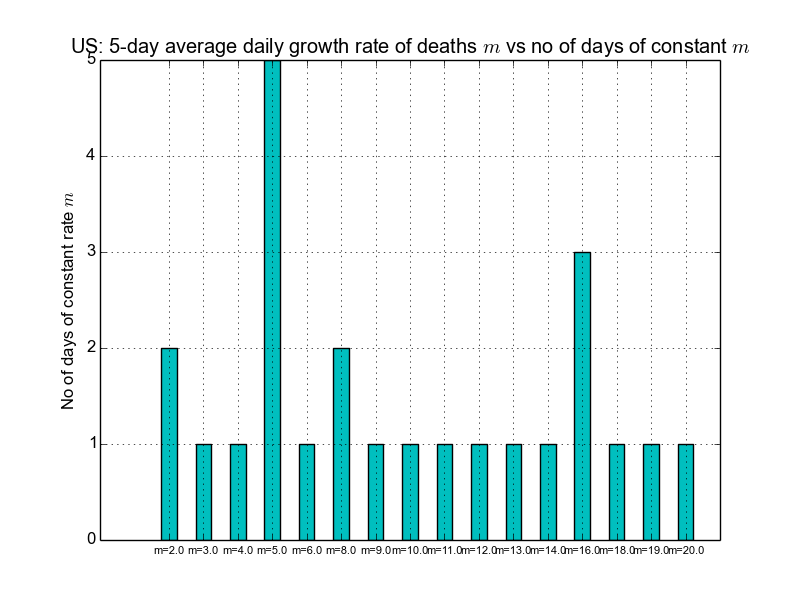 US: 5-day average daily growth rate of deaths m vs no of days of constant m
5
4
3
2
1
0
No of days of constant rate m
m=2.0 m=3.0 m=4.0 m=5.0 m=6.0 m=8.0 m=9.0 m=10.0 m=11.0 m=12.0 m=13.0 m=14.0 m=16.0 m=18.0 m=19.0 m=20.0